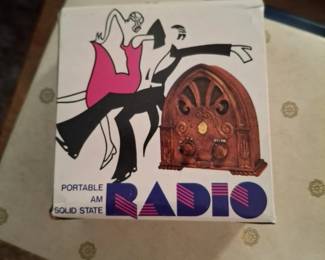 PORTABLE
AM
SOLID STATE
RADIO